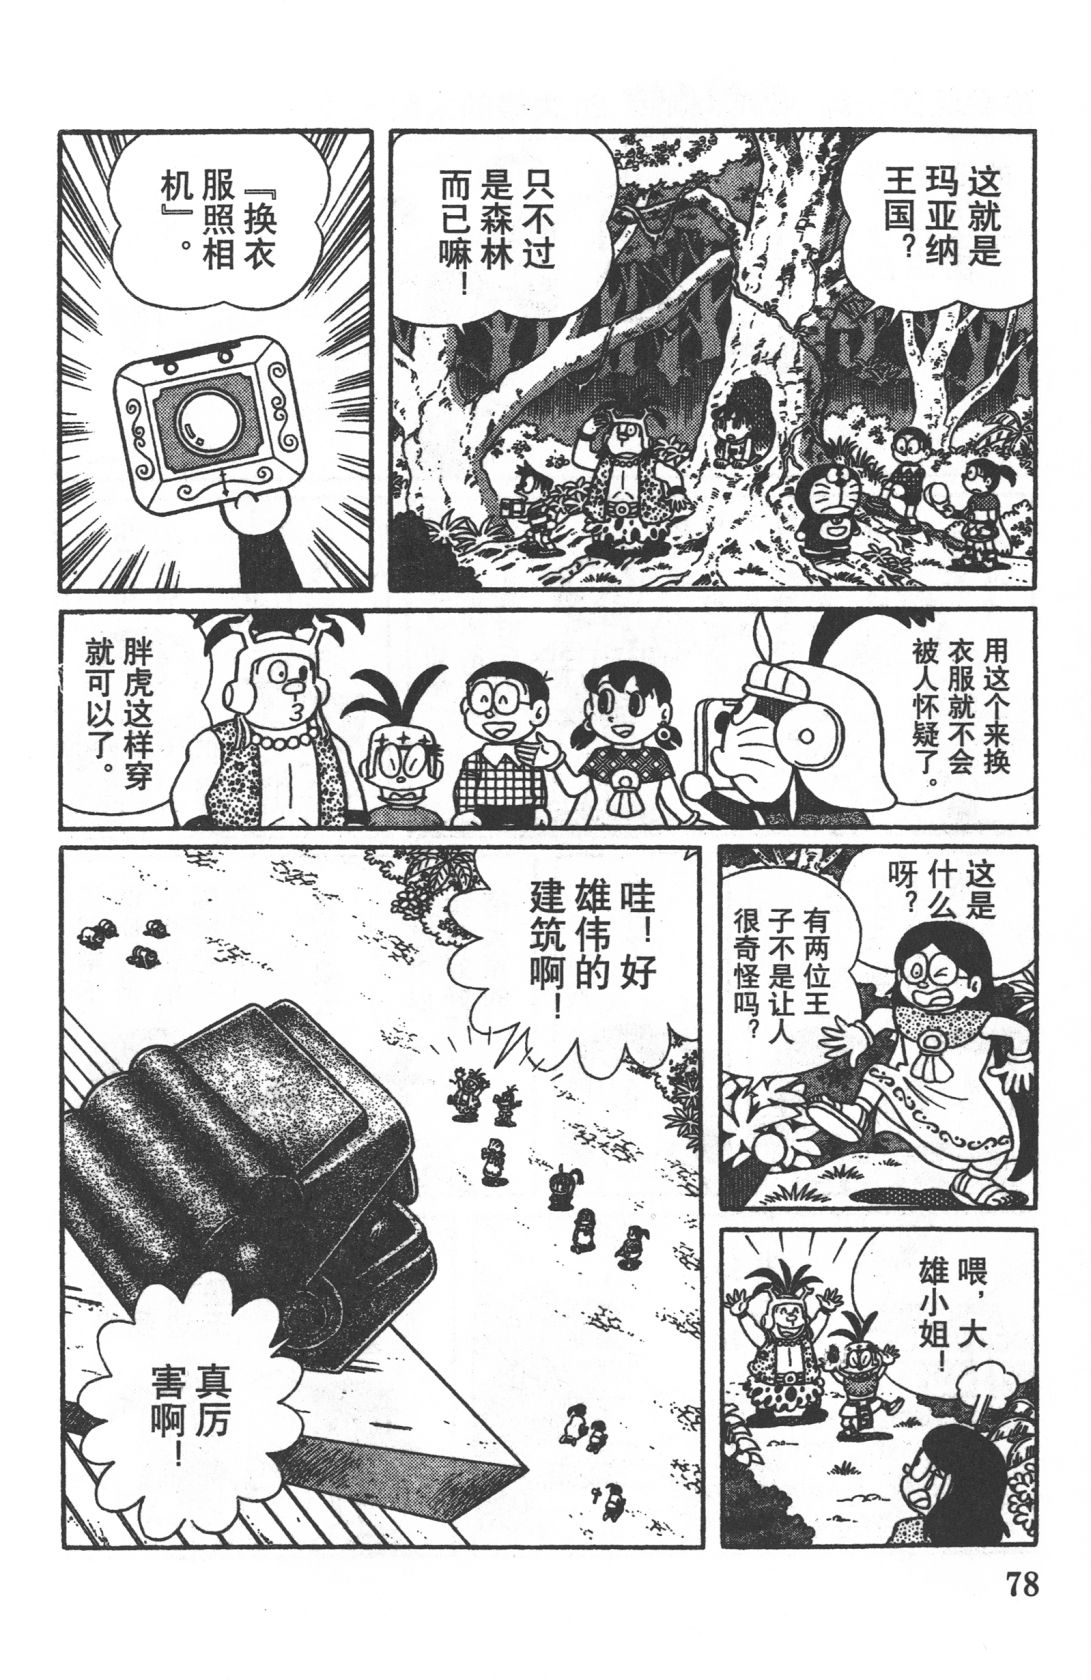 这就是
玛亚纳
王国？
只不过
是森林
而已嘛！
『换衣
服照相
机』。
用这个来换
衣服就不会
被人怀疑了。
胖虎这样穿
就可以了。
这是
什么
呀？
有两位王
子不是让人
很奇怪吗？
喂，大
雄小姐！
哇！好
雄伟的
建筑啊！
真厉
害啊！
78